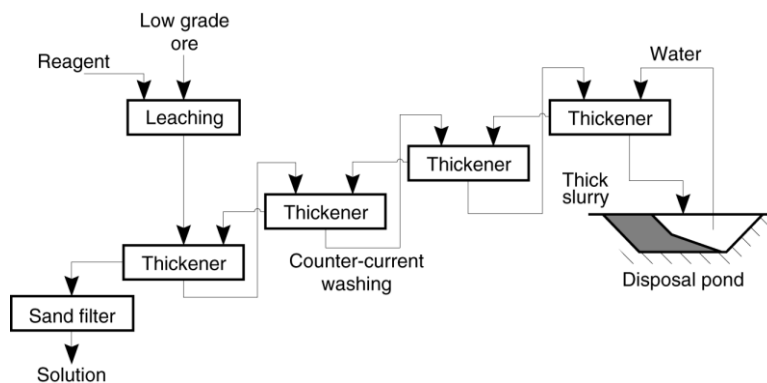 Low grade
ore
Reagent
Leaching
Water
Thickener
Thickener
Thick
slurry
Thickener
Counter-current
washing
Thickener
Disposal pond
Sand filter
Solution